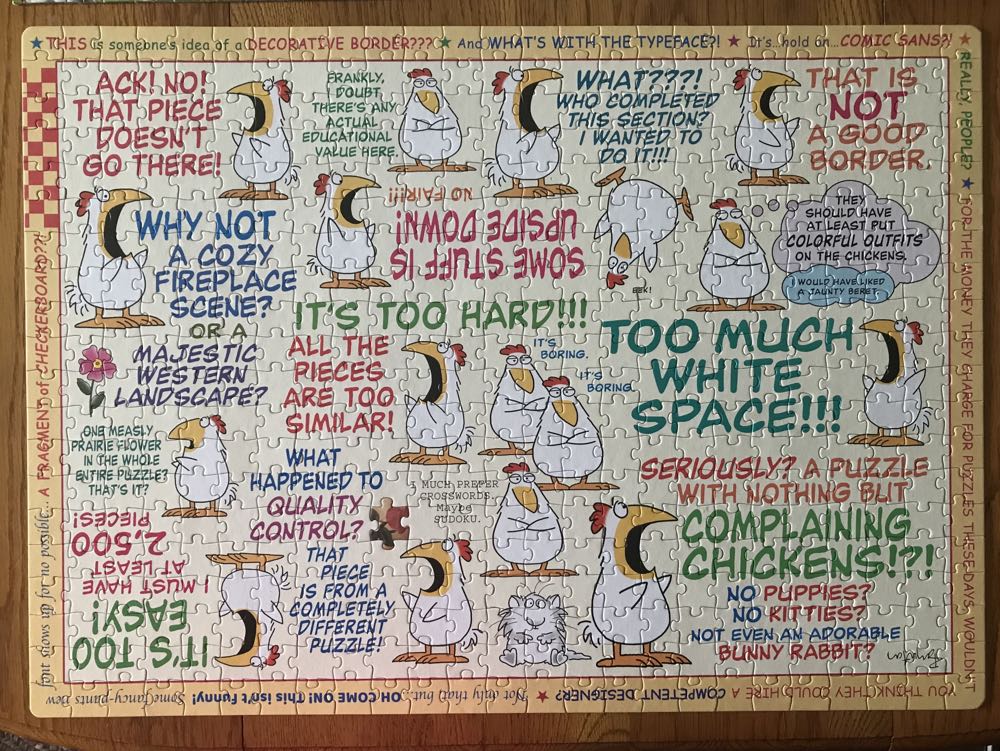 ★ THIS is someone's idea of a DECORATIVE BORDER??? ★ And WHAT'S WITH THE TYPEFACE?! ★ It's...hold on...COMIC SANS?! ★
REALLY, PEOPLE? ★ FOR THE MONEY THEY CHARGE FOR PUZZLES THESE DAYS, WOULDN'T
YOU THINK THEY COULD HIRE A COMPETENT DESIGNER? ★ Not only that, but... OH COME ON! This isn't funny! Some fancy-pants new
font shows up for no possible... A FRAGMENT of CHECKERBOARD??!
ACK! NO!
THAT PIECE
DOESN'T
GO THERE!
FRANKLY,
I DOUBT
THERE'S ANY
ACTUAL
EDUCATIONAL
VALUE HERE.
WHAT???!
WHO COMPLETED
THIS SECTION?
I WANTED TO
DO IT!!!
THAT IS
NOT
A GOOD
BORDER.
WHY NOT
A COZY
FIREPLACE
SCENE?
OR A
MAJESTIC
WESTERN
LANDSCAPE?
SOME STUFF IS
UPSIDE DOWN!
NO FAIR!!!
EEK!
THEY
SHOULD HAVE
AT LEAST PUT
COLORFUL OUTFITS
ON THE CHICKENS.
I WOULD HAVE LIKED
A JAUNTY BERET.
IT'S TOO HARD!!!
ALL THE
PIECES
ARE TOO
SIMILAR!
IT'S
BORING.
IT'S
BORING.
TOO MUCH
WHITE
SPACE!!!
ONE MEASLY
PRAIRIE FLOWER
IN THE WHOLE
ENTIRE PUZZLE?
THAT'S IT?
WHAT
HAPPENED TO
QUALITY
CONTROL?
THAT
PIECE
IS FROM A
COMPLETELY
DIFFERENT
PUZZLE!
I MUCH PREFER
CROSSWORDS.
Maybe
SUDOKU.
SERIOUSLY? A PUZZLE
WITH NOTHING BUT
COMPLAINING
CHICKENS!?!
NO PUPPIES?
NO KITTIES?
NOT EVEN AN ADORABLE
BUNNY RABBIT?
IT'S TOO
EASY!
I MUST HAVE
AT LEAST
2,500
PIECES!
Boynton